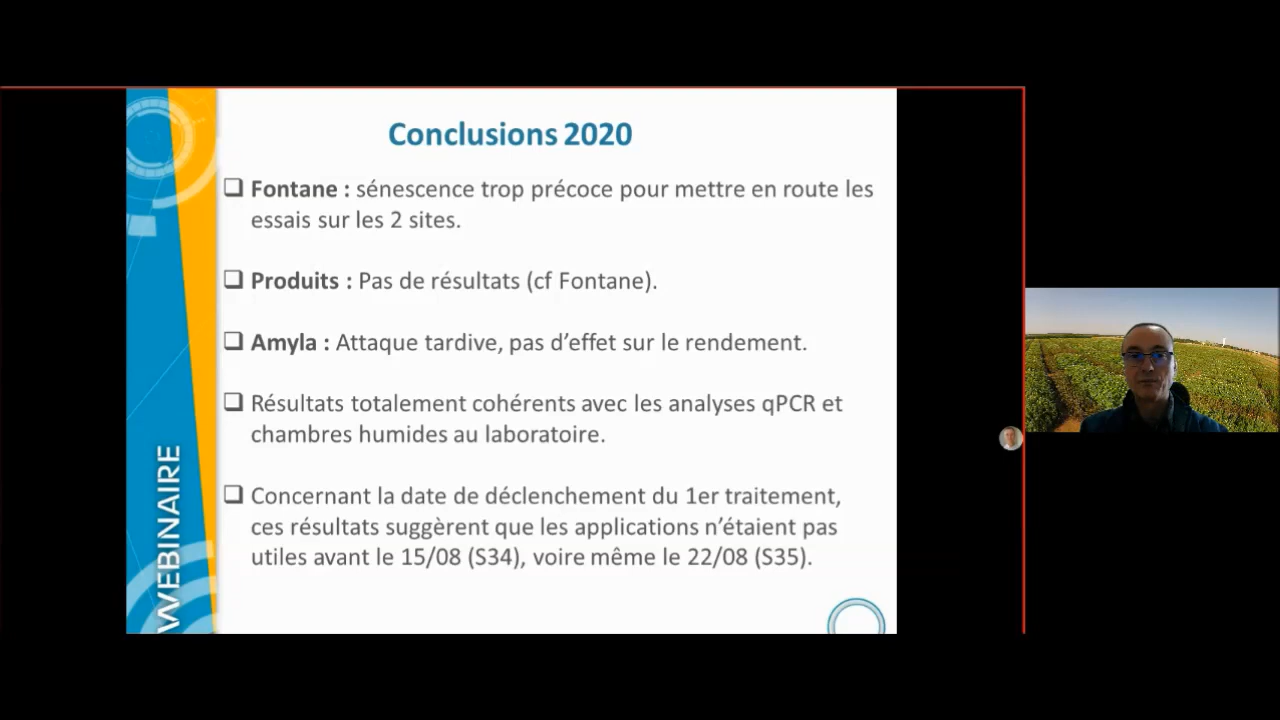 Conclusions 2020
❑ Fontane : sénescence trop précoce pour mettre en route les
essais sur les 2 sites.
❑ Produits : Pas de résultats (cf Fontane).
❑ Amyla : Attaque tardive, pas d’effet sur le rendement.
❑ Résultats totalement cohérents avec les analyses qPCR et
chambres humides au laboratoire.
❑ Concernant la date de déclenchement du 1er traitement,
ces résultats suggèrent que les applications n’étaient pas
utiles avant le 15/08 (S34), voire même le 22/08 (S35).
WEBINAIRE